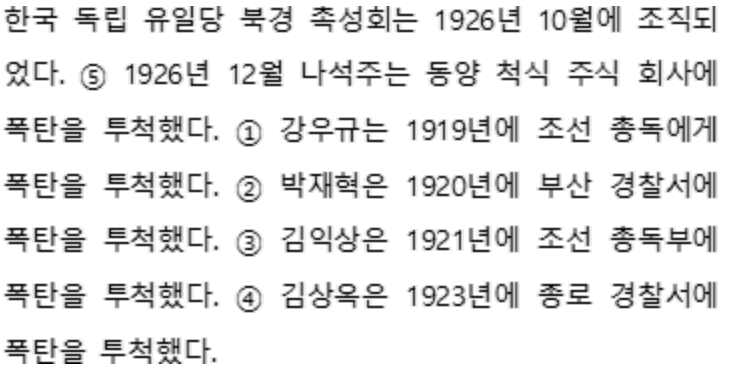 한국 독립 유일당 북경 촉성회는 1926년 10월에 조직되
었다. ⑤ 1926년 12월 나석주는 동양 척식 주식 회사에
폭탄을 투척했다. ① 강우규는 1919년에 조선 총독에게
폭탄을 투척했다. ② 박재혁은 1920년에 부산 경찰서에
폭탄을 투척했다. ③ 김익상은 1921년에 조선 총독부에
폭탄을 투척했다. ④ 김상옥은 1923년에 종로 경찰서에
폭탄을 투척했다.